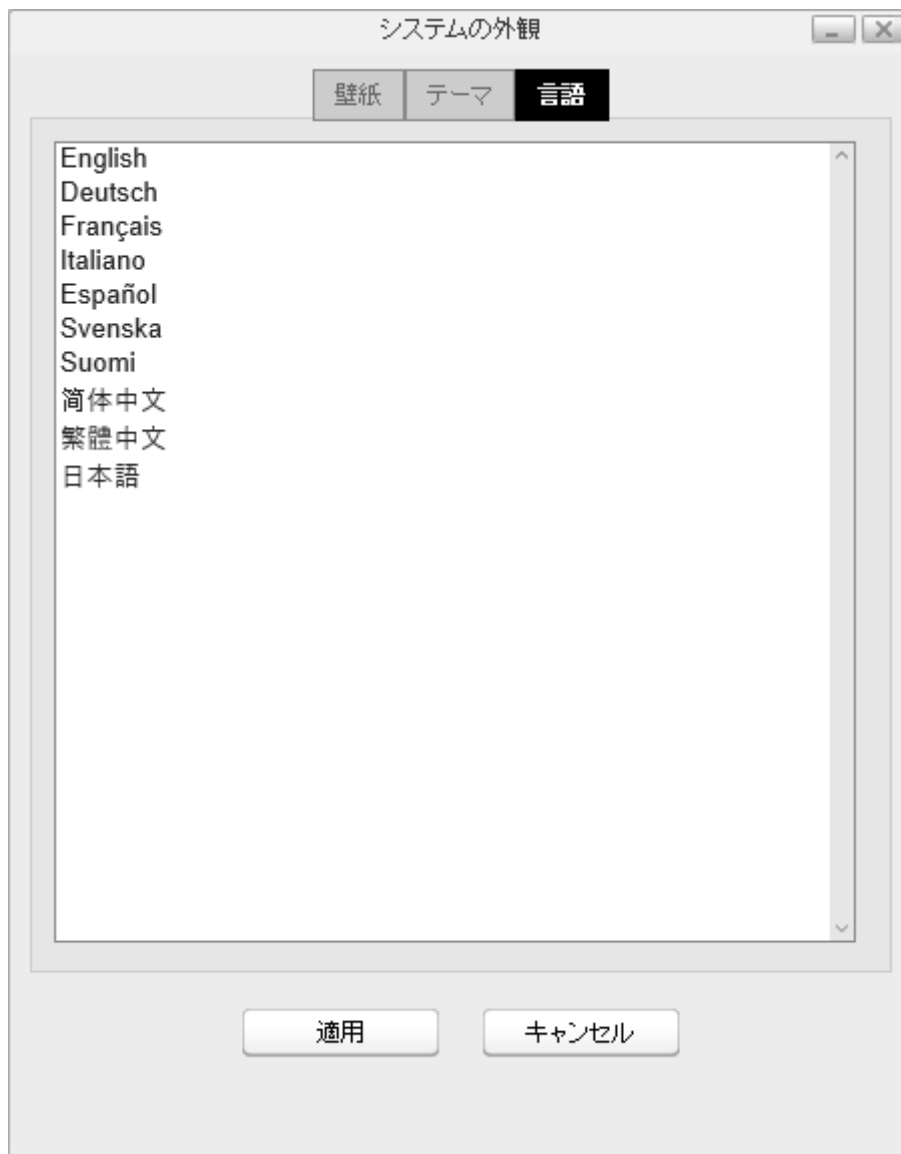 システムの外観
壁紙 テーマ 言語
English
Deutsch
Français
Italiano
Español
Svenska
Suomi
简体中文
繁體中文
日本語
適用 キャンセル